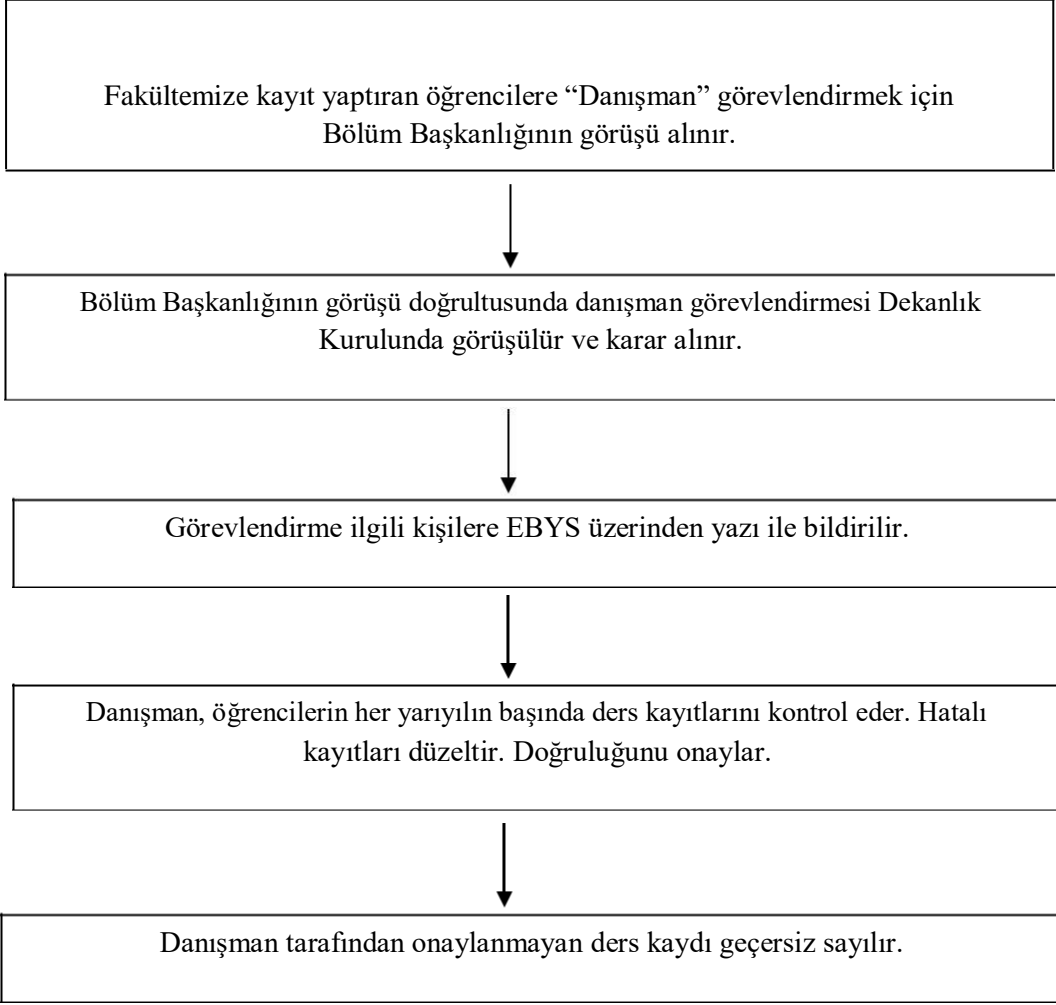 Fakültemize kayıt yaptıran öğrencilere “Danışman” görevlendirmek için
Bölüm Başkanlığının görüşü alınır.
Bölüm Başkanlığının görüşü doğrultusunda danışman görevlendirmesi Dekanlık
Kurulunda görüşülür ve karar alınır.
Görevlendirme ilgili kişilere EBYS üzerinden yazı ile bildirilir.
Danışman, öğrencilerin her yarıyılın başında ders kayıtlarını kontrol eder. Hatalı
kayıtları düzeltir. Doğruluğunu onaylar.
Danışman tarafından onaylanmayan ders kaydı geçersiz sayılır.